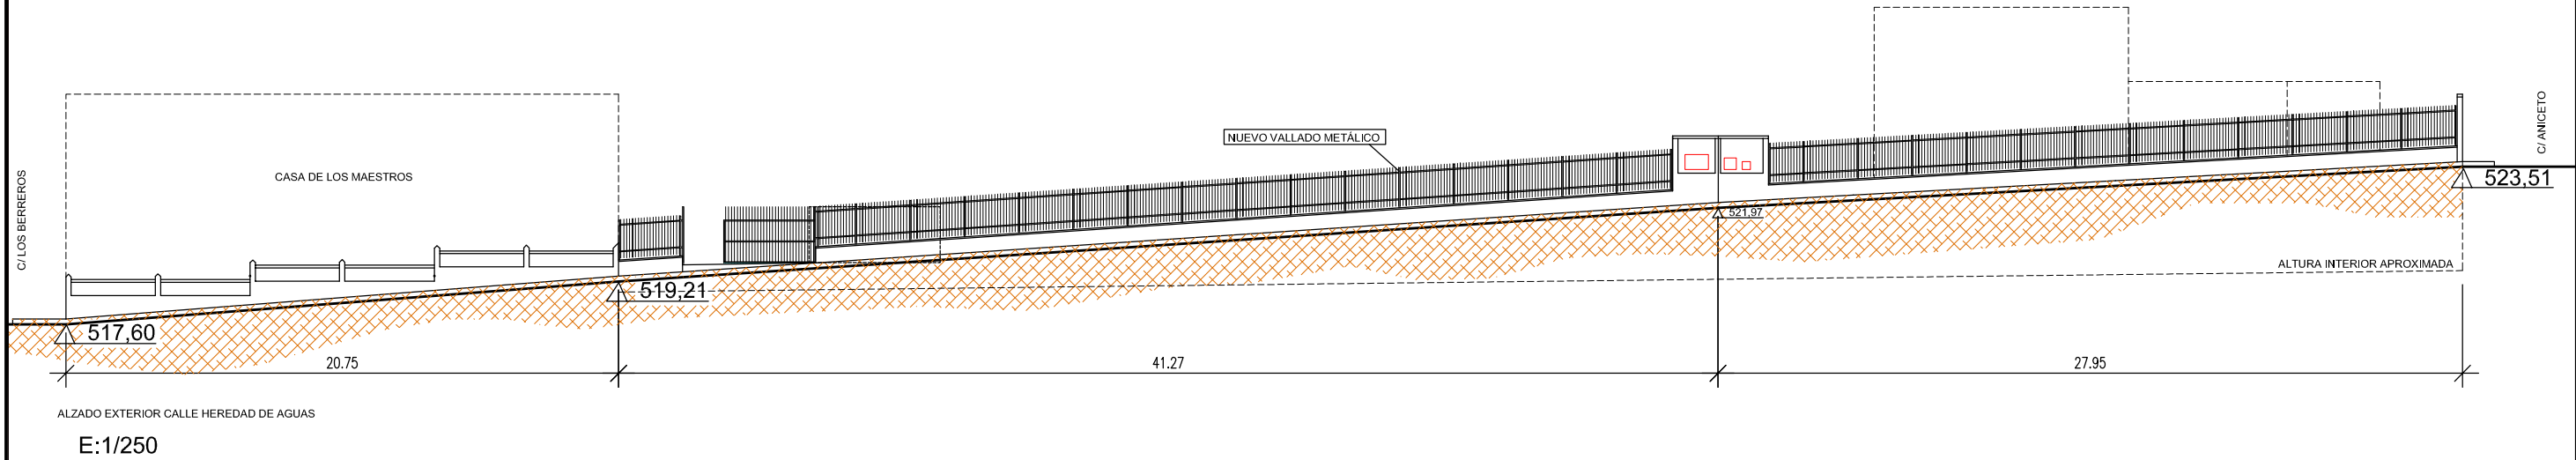 C/ LOS BERREROS
CASA DE LOS MAESTROS
NUEVO VALLADO METÁLICO
C/ ANICETO
523,51
521,97
ALTURA INTERIOR APROXIMADA
519,21
517,60
20.75
41.27
27.95
ALZADO EXTERIOR CALLE HEREDAD DE AGUAS
E:1/250